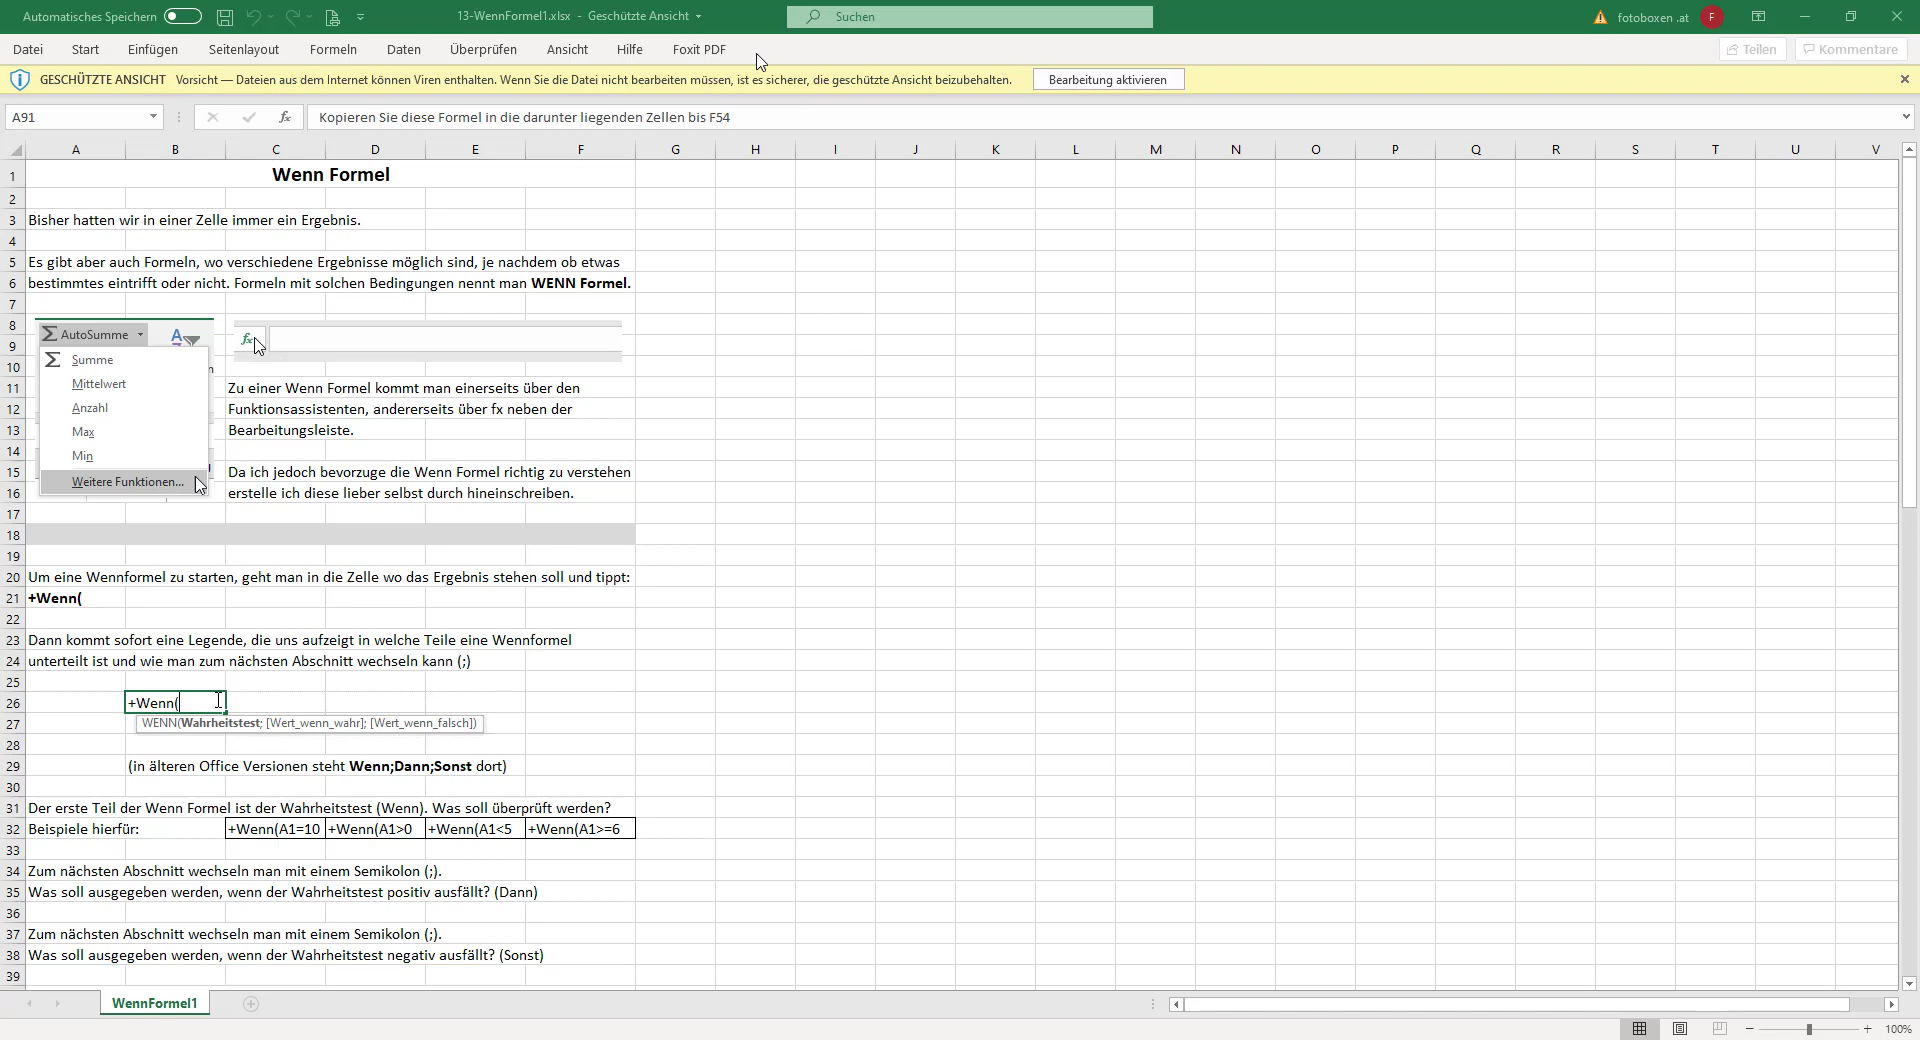 Automatisches Speichern
13-WennFormel1.xlsx - Geschützte Ansicht
Suchen
fotoboxen .at
F
Datei Start Einfügen Seitenlayout Formeln Daten Überprüfen Ansicht Hilfe Foxit PDF
Teilen
Kommentare
GESCHÜTZTE ANSICHT Vorsicht — Dateien aus dem Internet können Viren enthalten. Wenn Sie die Datei nicht bearbeiten müssen, ist es sicherer, die geschützte Ansicht beizubehalten.
Bearbeitung aktivieren
A91
fx
Kopieren Sie diese Formel in die darunter liegenden Zellen bis F54
A B C D E F G H I J K L M N O P Q R S T U V
1 Wenn Formel
2
3 Bisher hatten wir in einer Zelle immer ein Ergebnis.
4
5 Es gibt aber auch Formeln, wo verschiedene Ergebnisse möglich sind, je nachdem ob etwas
6 bestimmtes eintrifft oder nicht. Formeln mit solchen Bedingungen nennt man WENN Formel.
7
8
AutoSumme
fx
9
Summe
10
Mittelwert
11 Zu einer Wenn Formel kommt man einerseits über den
Anzahl
12 Funktionsassistenten, andererseits über fx neben der
Max
13 Bearbeitungsleiste.
14
Min
15 Da ich jedoch bevorzuge die Wenn Formel richtig zu verstehen
Weitere Funktionen...
16 erstelle ich diese lieber selbst durch hineinschreiben.
17
18
19
20 Um eine Wennformel zu starten, geht man in die Zelle wo das Ergebnis stehen soll und tippt:
21 +Wenn(
22
23 Dann kommt sofort eine Legende, die uns aufzeigt in welche Teile eine Wennformel
24 unterteilt ist und wie man zum nächsten Abschnitt wechseln kann (;)
25
26 +Wenn(
27 WENN(Wahrheitstest; [Wert_wenn_wahr]; [Wert_wenn_falsch])
28
29 (in älteren Office Versionen steht Wenn;Dann;Sonst dort)
30
31 Der erste Teil der Wenn Formel ist der Wahrheitstest (Wenn). Was soll überprüft werden?
32 Beispiele hierfür: +Wenn(A1=10 +Wenn(A1>0 +Wenn(A1<5 +Wenn(A1>=6
33
34 Zum nächsten Abschnitt wechseln man mit einem Semikolon (;).
35 Was soll ausgegeben werden, wenn der Wahrheitstest positiv ausfällt? (Dann)
36
37 Zum nächsten Abschnitt wechseln man mit einem Semikolon (;).
38 Was soll ausgegeben werden, wenn der Wahrheitstest negativ ausfällt? (Sonst)
39
WennFormel1
100%